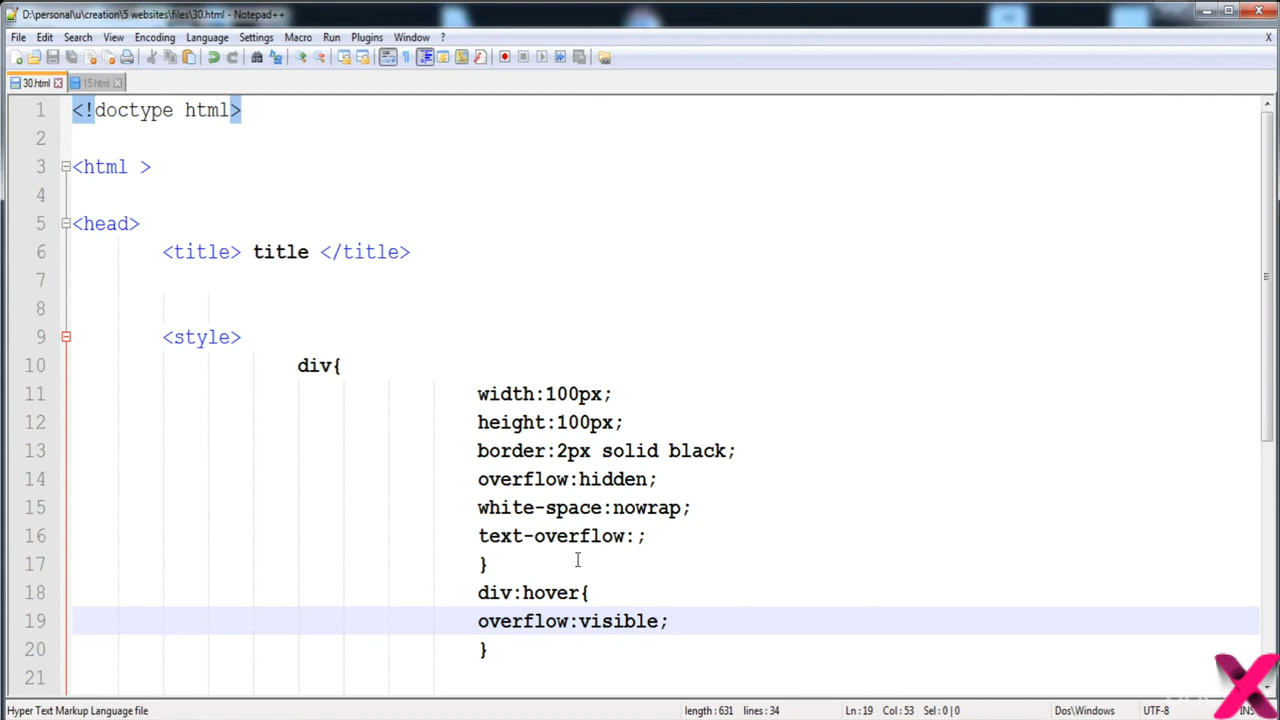 D:\personal\u\creation\5 websites\files\30.html - Notepad++
File Edit Search View Encoding Language Settings Macro Run Plugins Window ? X
30.html 15.html
1 <!doctype html>
2
3 <html >
4
5 <head>
6 <title> title </title>
7
8
9 <style>
10 div{
11 width:100px;
12 height:100px;
13 border:2px solid black;
14 overflow:hidden;
15 white-space:nowrap;
16 text-overflow:;
17 }
18 div:hover{
19 overflow:visible;
20 }
21
Hyper Text Markup Language file length:631 lines:34 Ln:19 Col:53 Sel:0|0 Dos\Windows UTF-8